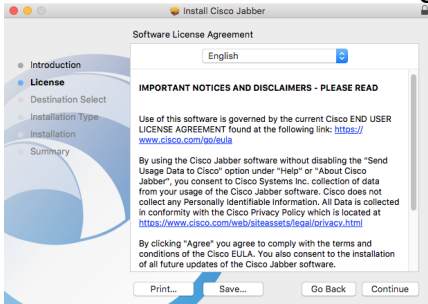 Install Cisco Jabber
Software License Agreement
English
Introduction
License
Destination Select
Installation Type
Installation
Summary
IMPORTANT NOTICES AND DISCLAIMERS - PLEASE READ
Use of this software is governed by the current Cisco END USER
LICENSE AGREEMENT found at the following link: https://
www.cisco.com/go/eula
By using the Cisco Jabber software without disabling the "Send
Usage Data to Cisco" option under "Help" or "About Cisco
Jabber", you consent to Cisco Systems Inc. collection of data
from your usage of the Cisco Jabber software. Cisco does not
collect any Personally Identifiable Information. All Data is collected
in conformity with the Cisco Privacy Policy which is located at
https://www.cisco.com/web/siteassets/legal/privacy.html
By clicking "Agree" you agree to comply with the terms and
conditions of the Cisco EULA. You also consent to the installation
of all future updates of the Cisco Jabber software.
Print...
Save...
Go Back
Continue